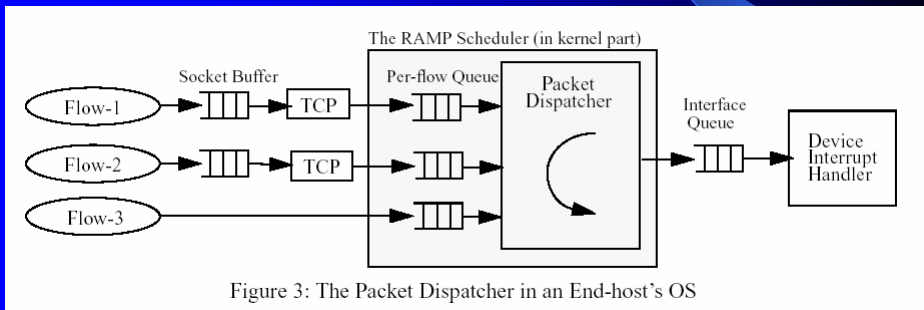 The RAMP Scheduler (in kernel part)
Socket Buffer
Per-flow Queue
Packet
Dispatcher
Interface
Queue
Flow-1
TCP
Device
Interrupt
Handler
Flow-2
TCP
Flow-3
Figure 3: The Packet Dispatcher in an End-host's OS